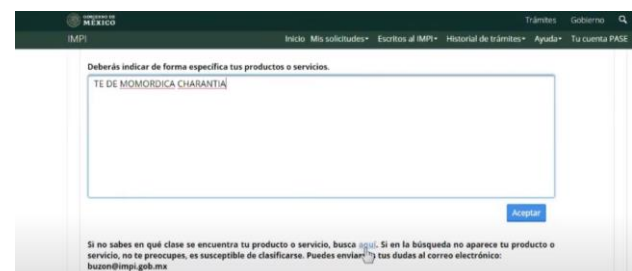 GOBIERNO DE
MÉXICO
Trámites Gobierno
IMPI
Inicio Mis solicitudes Escritos al IMPI Historial de trámites Ayuda Tu cuenta PASE
Deberás indicar de forma específica tus productos o servicios.
TE DE MOMORDICA CHARANTIA
Aceptar
Si no sabes en qué clase se encuentra tu producto o servicio, busca aquí. Si en la búsqueda no aparece tu producto o
servicio, no te preocupes, es susceptible de clasificarse. Puedes enviar tus dudas al correo electrónico:
buzon@impi.gob.mx